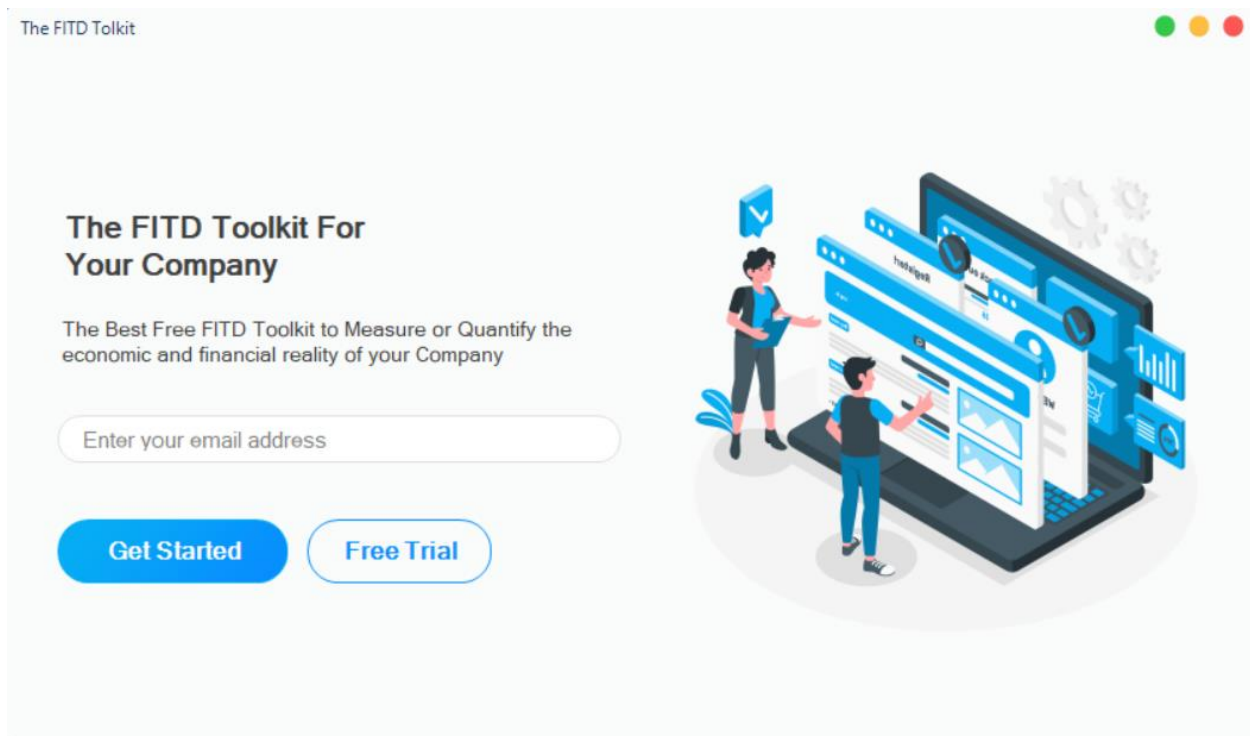 The FITD Tolkit
The FITD Toolkit For
Your Company
The Best Free FITD Toolkit to Measure or Quantify the
economic and financial reality of your Company
Enter your email address
Get Started
Free Trial